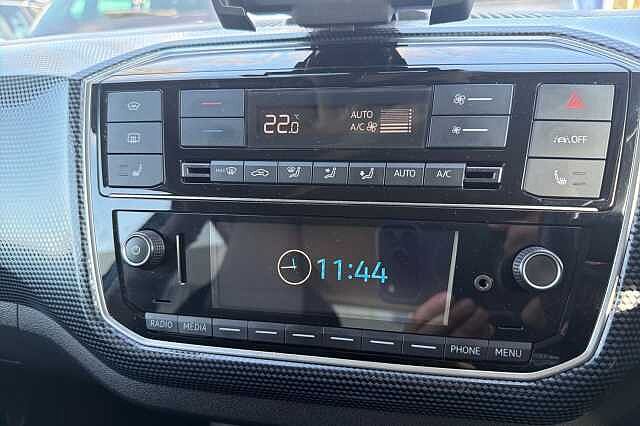 22.0 °C
AUTO
A/C
OFF
AUTO A/C
11:44
RADIO MEDIA PHONE MENU